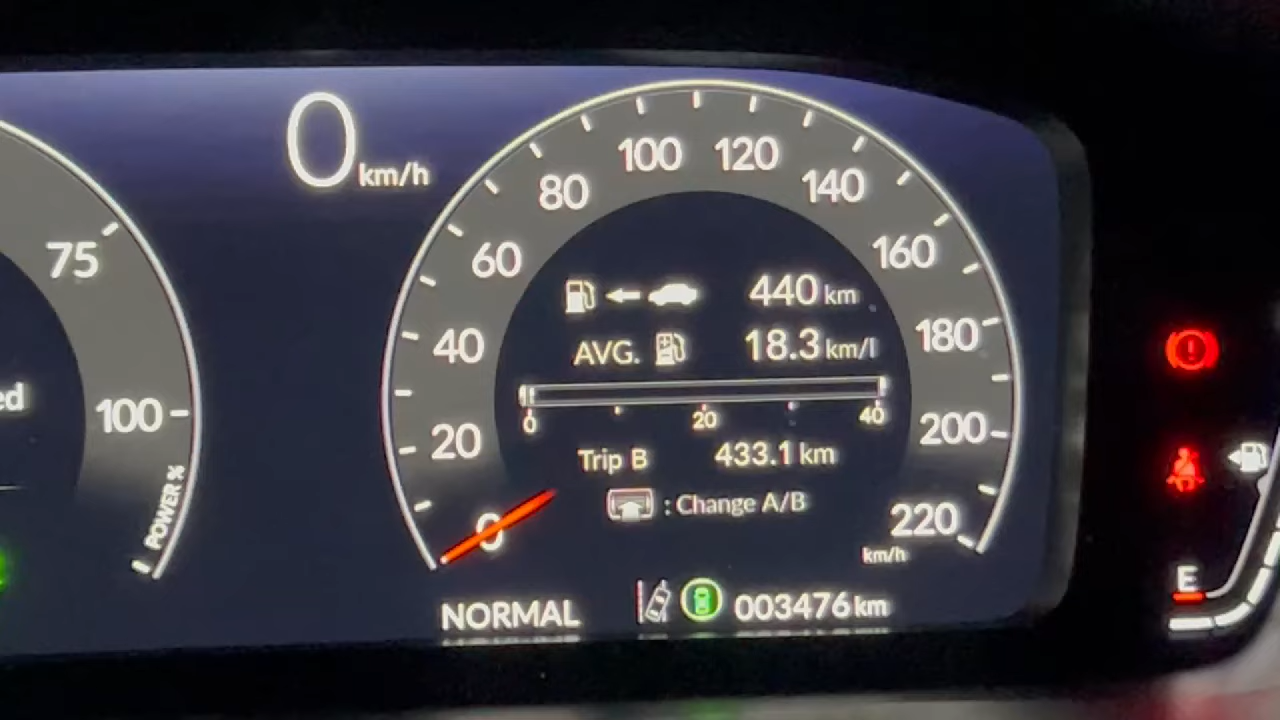 0 km/h
75
100
POWER %
ed
0
20
40
60
80
100
120
140
160
180
200
220
km/h
440 km
AVG. 18.3 km/l
0 20 40
Trip B 433.1 km
: Change A/B
NORMAL 003476 km
E